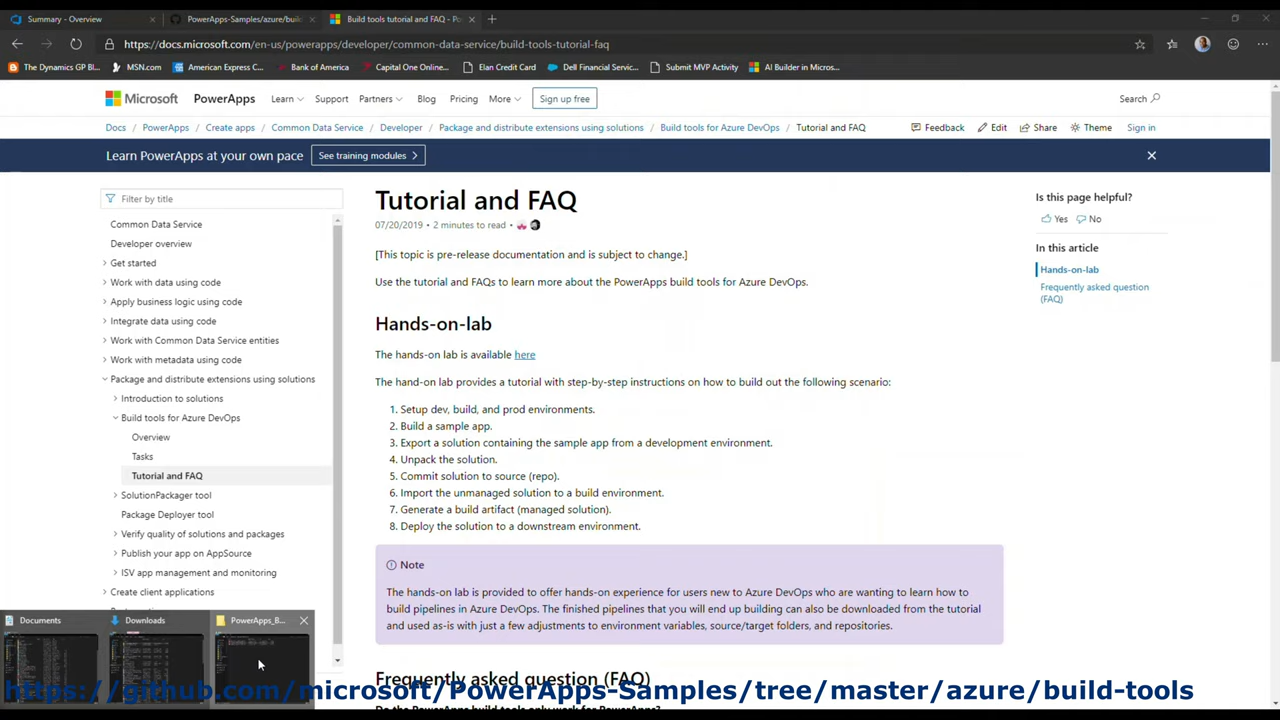 Summary - Overview
PowerApps-Samples/azure/buil
Build tools tutorial and FAQ - Po
https://docs.microsoft.com/en-us/powerapps/developer/common-data-service/build-tools-tutorial-faq
The Dynamics GP Bl...
MSN.com
American Express C...
Bank of America
Capital One Online...
Elan Credit Card
Dell Financial Servic...
Submit MVP Activity
AI Builder in Micros...
Microsoft
PowerApps
Learn
Support
Partners
Blog
Pricing
More
Sign up free
Search
Docs
PowerApps
Create apps
Common Data Service
Developer
Package and distribute extensions using solutions
Build tools for Azure DevOps
Tutorial and FAQ
Feedback
Edit
Share
Theme
Sign in
Learn PowerApps at your own pace
See training modules
Filter by title
Common Data Service
Developer overview
Get started
Work with data using code
Apply business logic using code
Integrate data using code
Work with Common Data Service entities
Work with metadata using code
Package and distribute extensions using solutions
Introduction to solutions
Build tools for Azure DevOps
Overview
Tasks
Tutorial and FAQ
SolutionPackager tool
Package Deployer tool
Verify quality of solutions and packages
Publish your app on AppSource
ISV app management and monitoring
Create client applications
Tutorial and FAQ
07/20/2019 • 2 minutes to read •
[This topic is pre-release documentation and is subject to change.]
Use the tutorial and FAQs to learn more about the PowerApps build tools for Azure DevOps.
Hands-on-lab
The hands-on lab is available here
The hand-on lab provides a tutorial with step-by-step instructions on how to build out the following scenario:
1. Setup dev, build, and prod environments.
2. Build a sample app.
3. Export a solution containing the sample app from a development environment.
4. Unpack the solution.
5. Commit solution to source (repo).
6. Import the unmanaged solution to a build environment.
7. Generate a build artifact (managed solution).
8. Deploy the solution to a downstream environment.
Note
The hands-on lab is provided to offer hands-on experience for users new to Azure DevOps who are wanting to learn how to
build pipelines in Azure DevOps. The finished pipelines that you will end up building can also be downloaded from the tutorial
and used as-is with just a few adjustments to environment variables, source/target folders, and repositories.
Frequently asked question (FAQ)
Do the PowerApps build tools only work for PowerApps?
Is this page helpful?
Yes
No
In this article
Hands-on-lab
Frequently asked question
(FAQ)
Documents
Downloads
PowerApps_B...
https://github.com/microsoft/PowerApps-Samples/tree/master/azure/build-tools